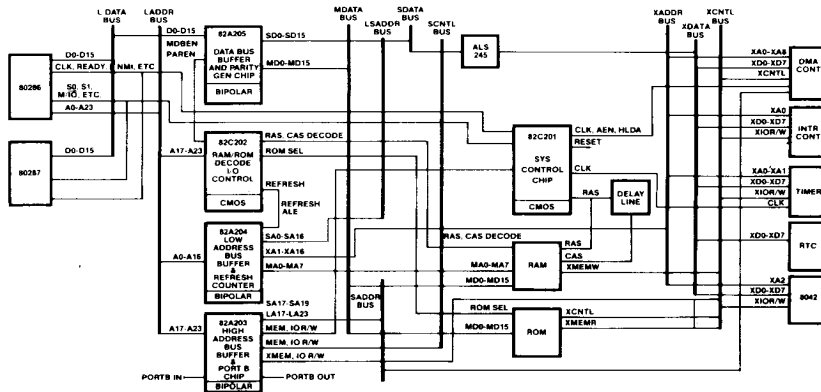 L DATA BUS
LADDR BUS
MDATA BUS
LSADDR BUS
SDATA BUS
SCNTL BUS
XADDR BUS
XDATA BUS
XCNTL BUS
80286
D0-D15
CLK, READY, NMI, ETC
S0, S1, M/IO, ETC.
A0-A23
80287
D0-D15
D0-D15
MDBEN
PAREN
82A205
DATA BUS
BUFFER
AND PARITY
GEN CHIP
BIPOLAR
SD0-SD15
MD0-MD15
ALS
245
A17-A23
82C202
RAM/ROM
DECODE
I/O
CONTROL
CMOS
RAS, CAS DECODE
ROM SEL
REFRESH
REFRESH
ALE
A0-A16
82A204
LOW
ADDRESS
BUS
BUFFER
&
REFRESH
COUNTER
BIPOLAR
SA0-SA16
XA1-XA16
MA0-MA7
A17-A23
82A203
HIGH
ADDRESS
BUS
BUFFER
&
PORT B
CHIP
BIPOLAR
SA17-SA19
LA17-LA23
MEM, IO R/W
MEM, IO R/W
XMEM, IO R/W
PORTB IN
PORTB OUT
SADDR
BUS
82C201
SYS
CONTROL
CHIP
CMOS
CLK, AEN, HLDA
RESET
CLK
RAS
DELAY
LINE
RAS, CAS DECODE
MA0-MA7
MD0-MD15
RAM
RAS
CAS
XMEMW
ROM SEL
MD0-MD15
ROM
XCNTL
XMEMR
XA0-XA8
XD0-XD7
XCNTL
DMA
CONT
XA0
XD0-XD7
XIOR/W
INTR
CONT
XA0-XA1
XD0-XD7
XIOR/W
CLK
TIMER
XD0-XD7
RTC
XA2
XD0-XD7
XIOR/W
8042